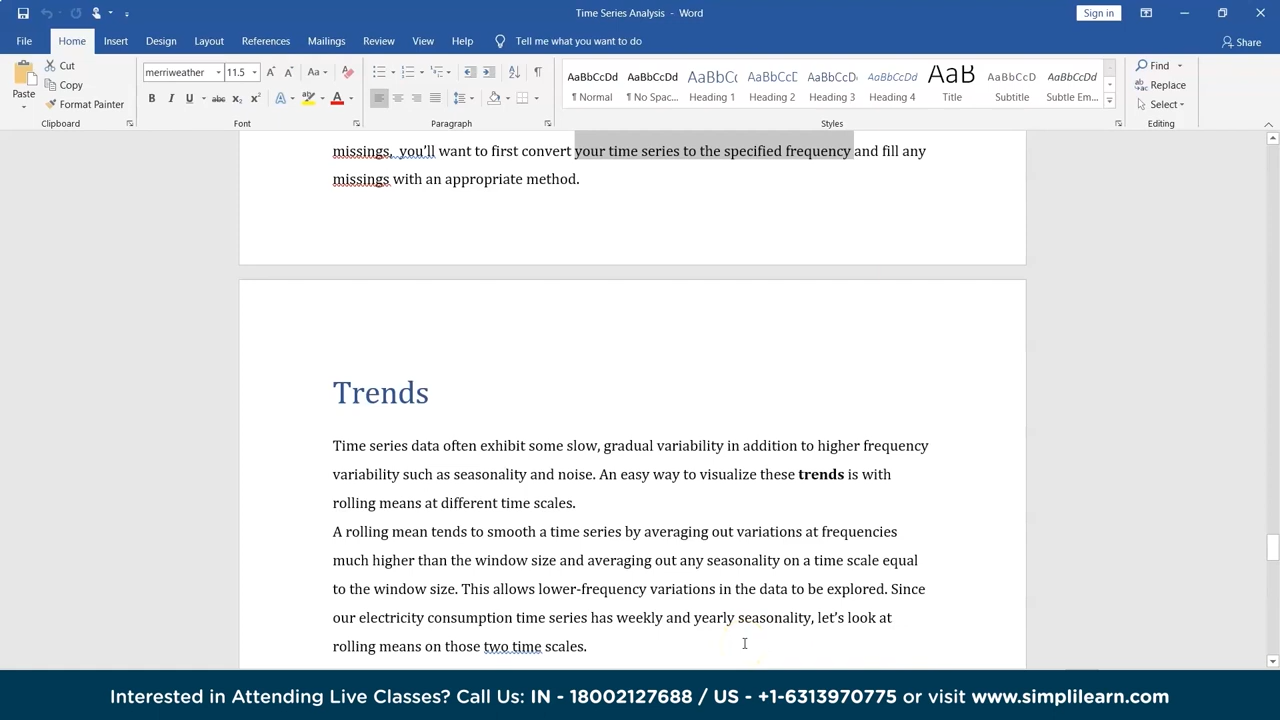 Time Series Analysis - Word
Sign in
File Home Insert Design Layout References Mailings Review View Help Tell me what you want to do Share
Paste
Cut
Copy
Format Painter
Clipboard
merriweather 11.5
Font
Paragraph
AaBbCcDd AaBbCcDd AaBbCc AaBbCcD AaBbCcDd AaBbCcDd AaB AaBbCcDd AaBbCcDd
¶ Normal ¶ No Spac... Heading 1 Heading 2 Heading 3 Heading 4 Title Subtitle Subtle Em...
Styles
Find
Replace
Select
Editing
missings, you’ll want to first convert your time series to the specified frequency and fill any
missings with an appropriate method.
Trends
Time series data often exhibit some slow, gradual variability in addition to higher frequency
variability such as seasonality and noise. An easy way to visualize these trends is with
rolling means at different time scales.
A rolling mean tends to smooth a time series by averaging out variations at frequencies
much higher than the window size and averaging out any seasonality on a time scale equal
to the window size. This allows lower-frequency variations in the data to be explored. Since
our electricity consumption time series has weekly and yearly seasonality, let’s look at
rolling means on those two time scales.
Interested in Attending Live Classes? Call Us: IN - 18002127688 / US - +1-6313970775 or visit www.simplilearn.com